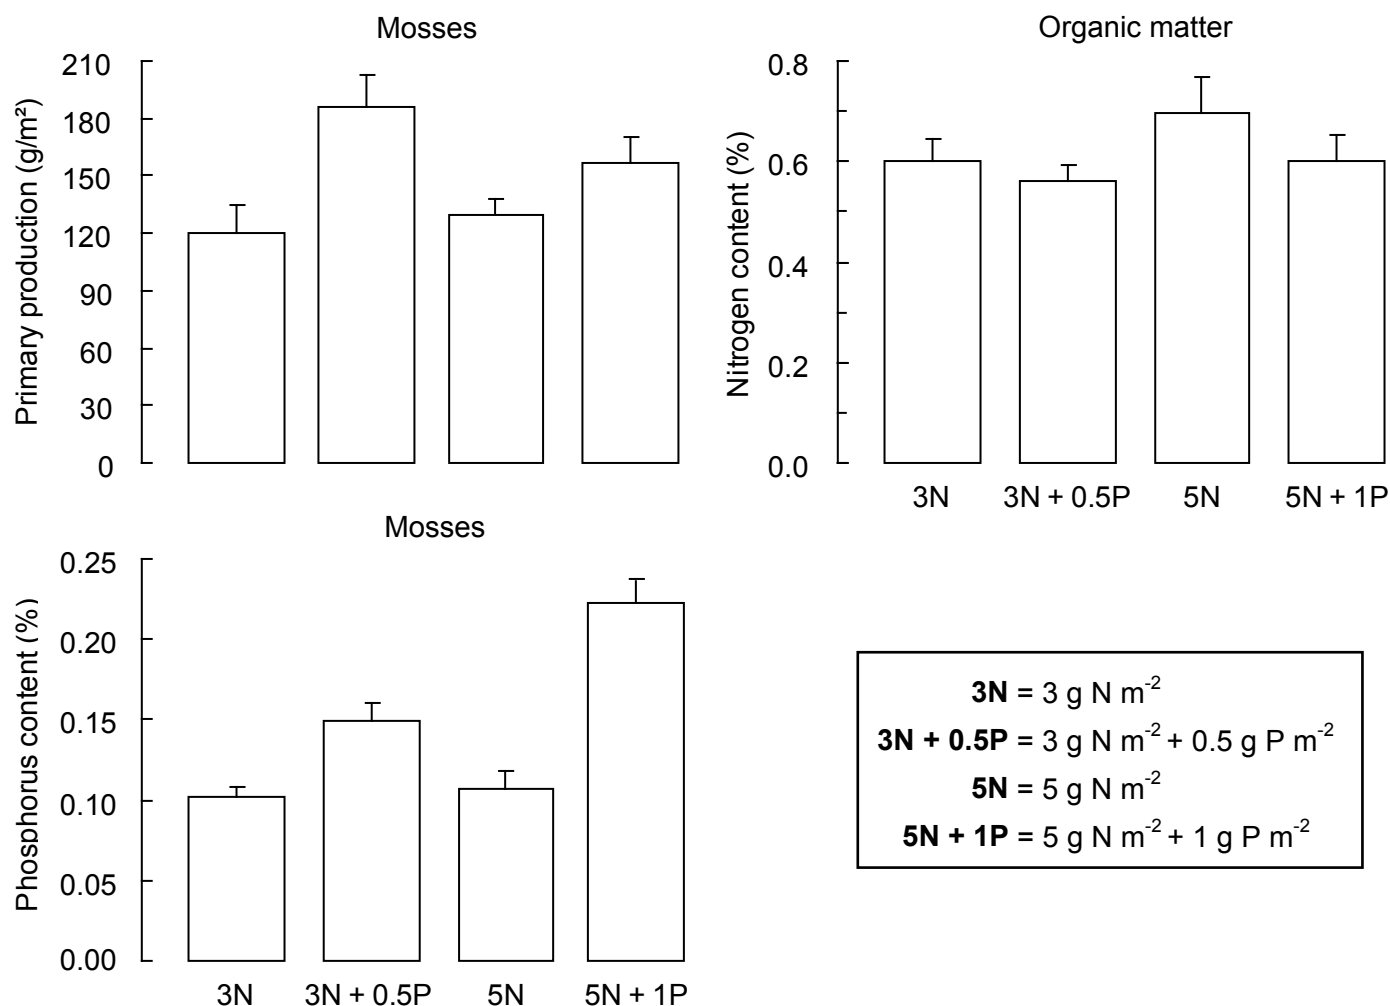 Mosses
Primary production (g/m²)
210
180
150
120
90
60
30
0
Organic matter
Nitrogen content (%)
0.8
0.6
0.4
0.2
0.0
3N 3N + 0.5P 5N 5N + 1P
Mosses
Phosphorus content (%)
0.25
0.20
0.15
0.10
0.05
0.00
3N 3N + 0.5P 5N 5N + 1P
3N = 3 g N m⁻²
3N + 0.5P = 3 g N m⁻² + 0.5 g P m⁻²
5N = 5 g N m⁻²
5N + 1P = 5 g N m⁻² + 1 g P m⁻²